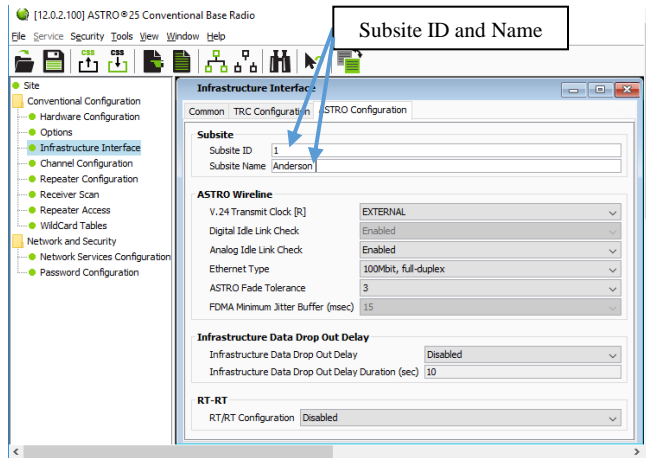 [12.0.2.100] ASTRO®25 Conventional Base Radio
File Service Security Tools View Window Help
Subsite ID and Name
CSS CSS
Site
Conventional Configuration
Hardware Configuration
Options
Infrastructure Interface
Channel Configuration
Repeater Configuration
Receiver Scan
Repeater Access
WildCard Tables
Network and Security
Network Services Configuration
Password Configuration
Infrastructure Interface
Common TRC Configuration ASTRO Configuration
Subsite
Subsite ID 1
Subsite Name Anderson
ASTRO Wireline
V.24 Transmit Clock [R] EXTERNAL
Digital Idle Link Check Enabled
Analog Idle Link Check Enabled
Ethernet Type 100Mbit, full-duplex
ASTRO Fade Tolerance 3
FDMA Minimum Jitter Buffer (msec) 15
Infrastructure Data Drop Out Delay
Infrastructure Data Drop Out Delay Disabled
Infrastructure Data Drop Out Delay Duration (sec) 10
RT-RT
RT/RT Configuration Disabled